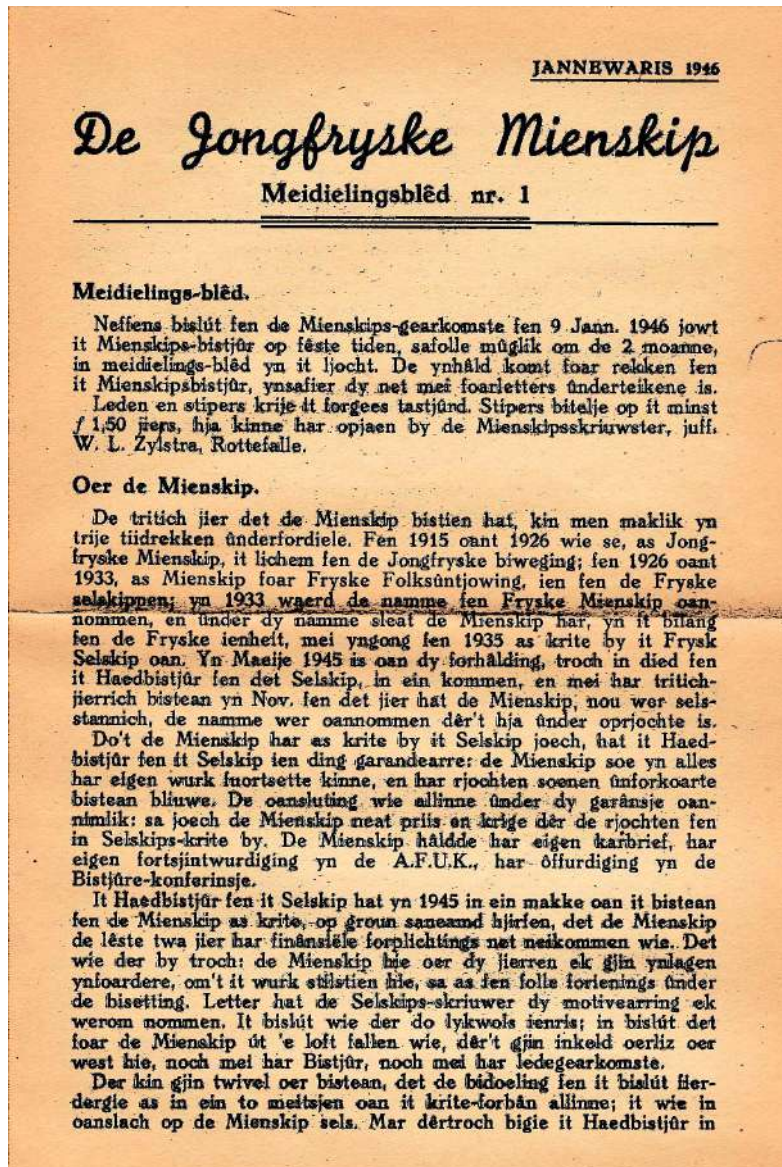 JANNEWARIS 1946
De Jongfryske Mienskip
Meidielingsblêd nr. 1
Meidielings-blêd.
Neffens bislút fen de Mienskips-gearkomste fen 9 Jann. 1946 jowt
it Mienskips-bistjûr op fêste tiden, safolle mûglik om de 2 moanne,
in meidielings-blêd yn it ljocht. De ynhâld komt foar rekken fen
it Mienskipsbistjûr, ynsafier dy net mei foarletters ûnderteikene is.
Leden en stipers krije it forgees tastjûrd. Stipers bitelje op it minst
ƒ 1,50 jiers, hja kinne har opjaen by de Mienskipsskriuwster, juff.
W. L. Zylstra, Rottefalle.
Oer de Mienskip.
De tritich jier det de Mienskip bistien hat, kin men maklik yn
trije tiidrekken ûnderfordiele. Fen 1915 oant 1926 wie se, as Jong-
fryske Mienskip, it lichem fen de Jongfryske biweging; fen 1926 oant
1933, as Mienskip foar Fryske Folksûntjowing, ien fen de Fryske
selskippen; yn 1933 waerd de namme fen Fryske Mienskip oan-
nommen, en ûnder dy namme sleat de Mienskip har, yn it bilang
fen de Fryske ienheit, mei yngong fen 1935 as krite by it Frysk
Selskip oan. Yn Maeije 1945 is oan dy forhâlding, troch in died fen
it Haedbistjûr fen det Selskip, in ein kommen, en mei har tritich-
jierrich bistean yn Nov. fen det jier hat de Mienskip, nou wer sels-
stannich, de namme wer oannommen dêr't hja ûnder oprjochte is.
Do't de Mienskip har as krite by it Selskip joech, hat it Haed-
bistjûr fen it Selskip ien ding garandearre: de Mienskip soe yn alles
har eigen wurk fuortsette kinne, en har rjochten soenen ûnforkoarte
bistean bliuwe. De oansluting wie allinne ûnder dy garânsje oan-
nimlik: sa joech de Mienskip neat priis en krige dêr de rjochten fen
in Selskips-krite by. De Mienskip hâldde har eigen karbrief, har
eigen fortsjintwurdiging yn de A.F.U.K., har ôffurdiging yn de
Bistjûre-konferinsje.
It Haedbistjûr fen it Selskip hat yn 1945 in ein makke oan it bistean
fen de Mienskip as krite, op groun saneamd hjirfen, det de Mienskip
de lêste twa jier har finânsiële forplichtings net neikommen wie. Det
wie der by troch: de Mienskip hie oer dy jierren ek gjin ynlagen
ynfoardere, om't it wurk stilstien hie, sa as fen folle forienings ûnder
de bisetting. Letter hat de Selskips-skriuwer dy motivearring ek
werom nommen. It bislút wie der do lykwols ienris; in bislút det
foar de Mienskip út 'e loft fallen wie, dêr't gjin inkeld oerliz oer
west hie, noch mei har Bistjûr, noch mei har ledegearkomste.
Der kin gjin twivel oer bistean, det de bidoeling fen it bislút fier-
dergie as in ein to meitsjen oan it krite-forbân allinne; it wie in
oanslach op de Mienskip sels. Mar dêrtroch bigie it Haedbistjûr in